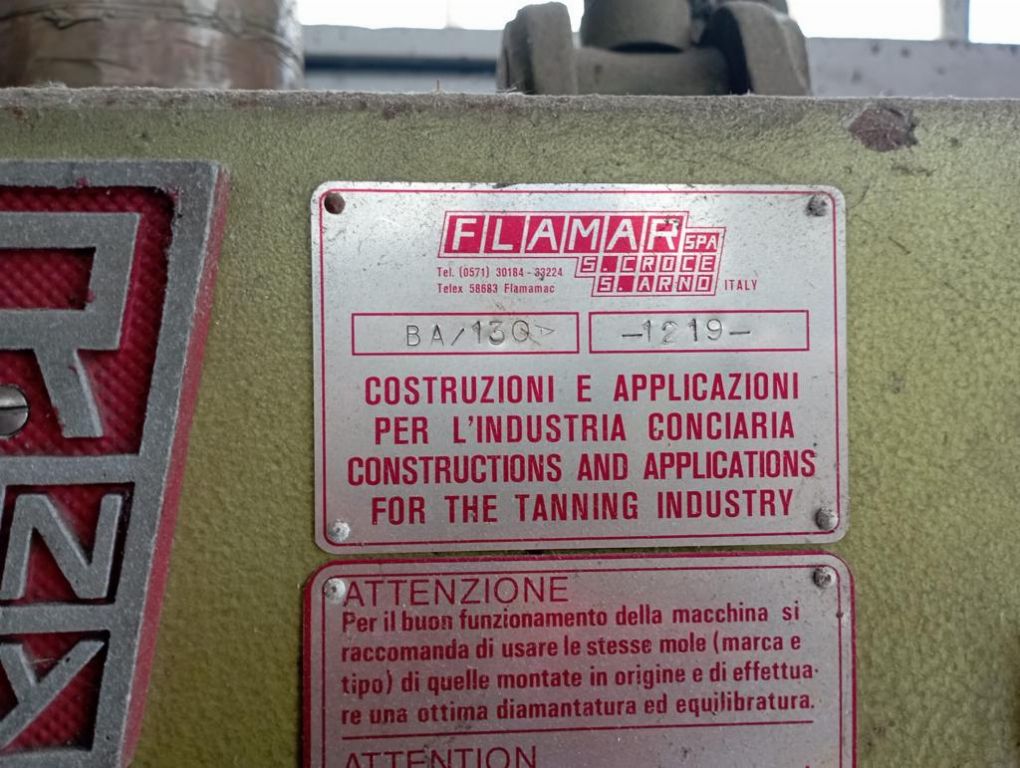 FLAMAR SPA
S. CROCE
S. ARNO ITALY
Tel. (0571) 30184 - 33224
Telex 58683 Flamamac
BA/130
-1219-
COSTRUZIONI E APPLICAZIONI
PER L'INDUSTRIA CONCIARIA
CONSTRUCTIONS AND APPLICATIONS
FOR THE TANNING INDUSTRY
ATTENZIONE
Per il buon funzionamento della macchina si
raccomanda di usare le stesse mole (marca e
tipo) di quelle montate in origine e di effettua-
re una ottima diamantatura ed equilibratura.
ATTENTION
R
N
Y